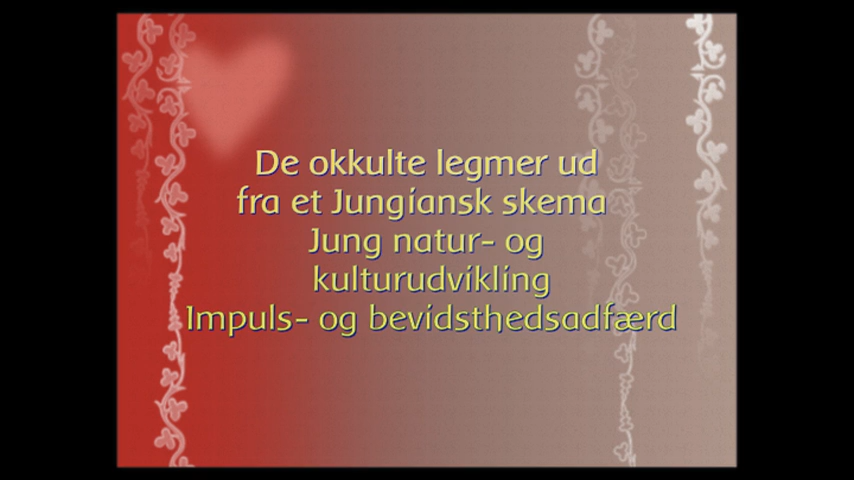 De okkulte legmer ud
fra et Jungiansk skema
Jung natur- og
kulturudvikling
Impuls- og bevidsthedsadfærd